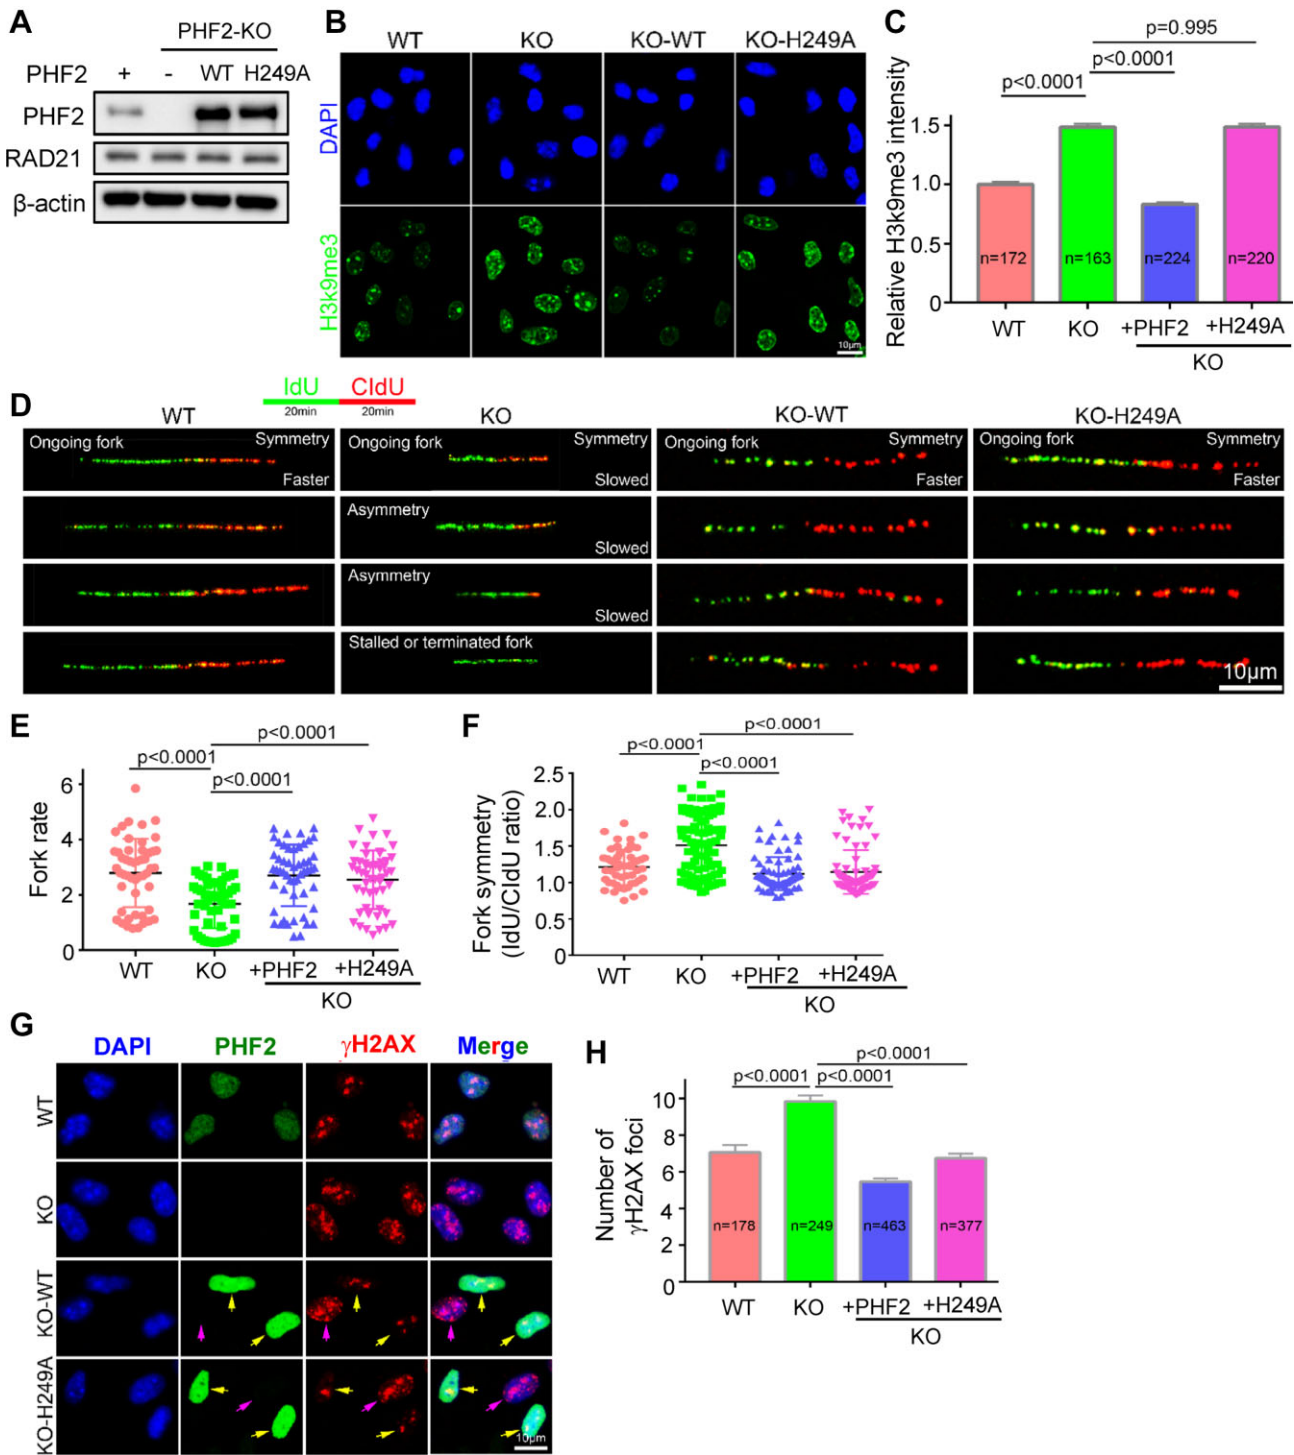 A
PHF2-KO
PHF2 + - WT H249A
PHF2
RAD21
β-actin
B
WT KO KO-WT KO-H249A
DAPI
H3k9me3
10μm
C
p=0.995
p<0.0001
p<0.0001
Relative H3k9me3 intensity
1.5
1.0
0.5
0
n=172 n=163 n=224 n=220
WT KO +PHF2 +H249A
KO
D
IdU CldU
20min 20min
WT KO KO-WT KO-H249A
Ongoing fork Symmetry Ongoing fork Symmetry Ongoing fork Symmetry Ongoing fork Symmetry
Faster Slowed Faster Faster
Asymmetry
Slowed
Asymmetry
Slowed
Stalled or terminated fork
10μm
E
p<0.0001
p<0.0001
p<0.0001
Fork rate
6
4
2
0
WT KO +PHF2 +H249A
KO
F
p<0.0001
p<0.0001
p<0.0001
Fork symmetry
(IdU/CldU ratio)
2.5
2.0
1.5
1.0
0.5
0
WT KO +PHF2 +H249A
KO
G
DAPI PHF2 γH2AX Merge
WT
KO
KO-WT
KO-H249A
10μm
H
p<0.0001
p<0.0001 p<0.0001
Number of
γH2AX foci
10
8
6
4
2
0
n=178 n=249 n=463 n=377
WT KO +PHF2 +H249A
KO